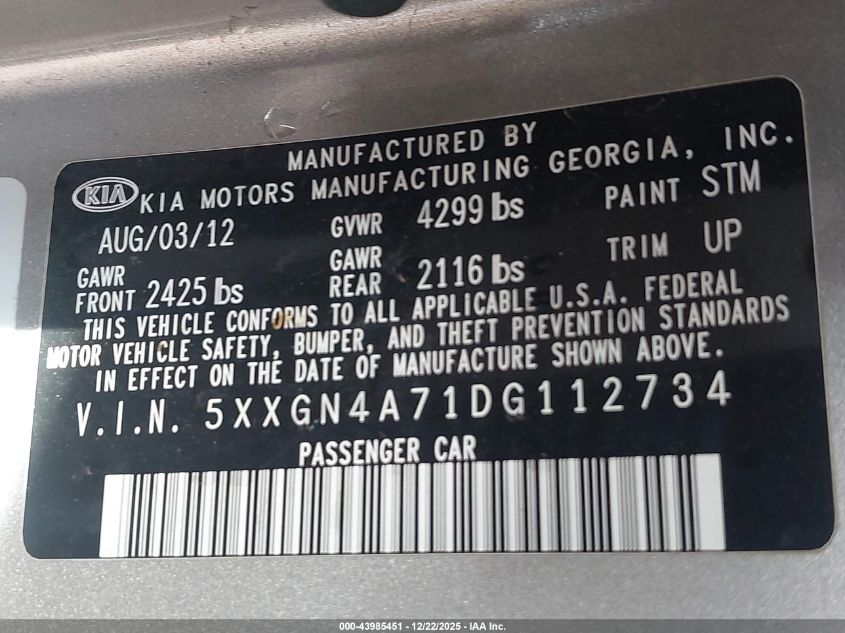 MANUFACTURED BY
KIA KIA MOTORS MANUFACTURING GEORGIA, INC.
AUG/03/12 GVWR 4299 lbs PAINT STM
GAWR FRONT 2425 lbs GAWR REAR 2116 lbs TRIM UP
THIS VEHICLE CONFORMS TO ALL APPLICABLE U.S.A. FEDERAL
MOTOR VEHICLE SAFETY, BUMPER, AND THEFT PREVENTION STANDARDS
IN EFFECT ON THE DATE OF MANUFACTURE SHOWN ABOVE.
V.I.N. 5XXGN4A71DG112734
PASSENGER CAR
000-43985451 - 12/22/2025 - IAA Inc.